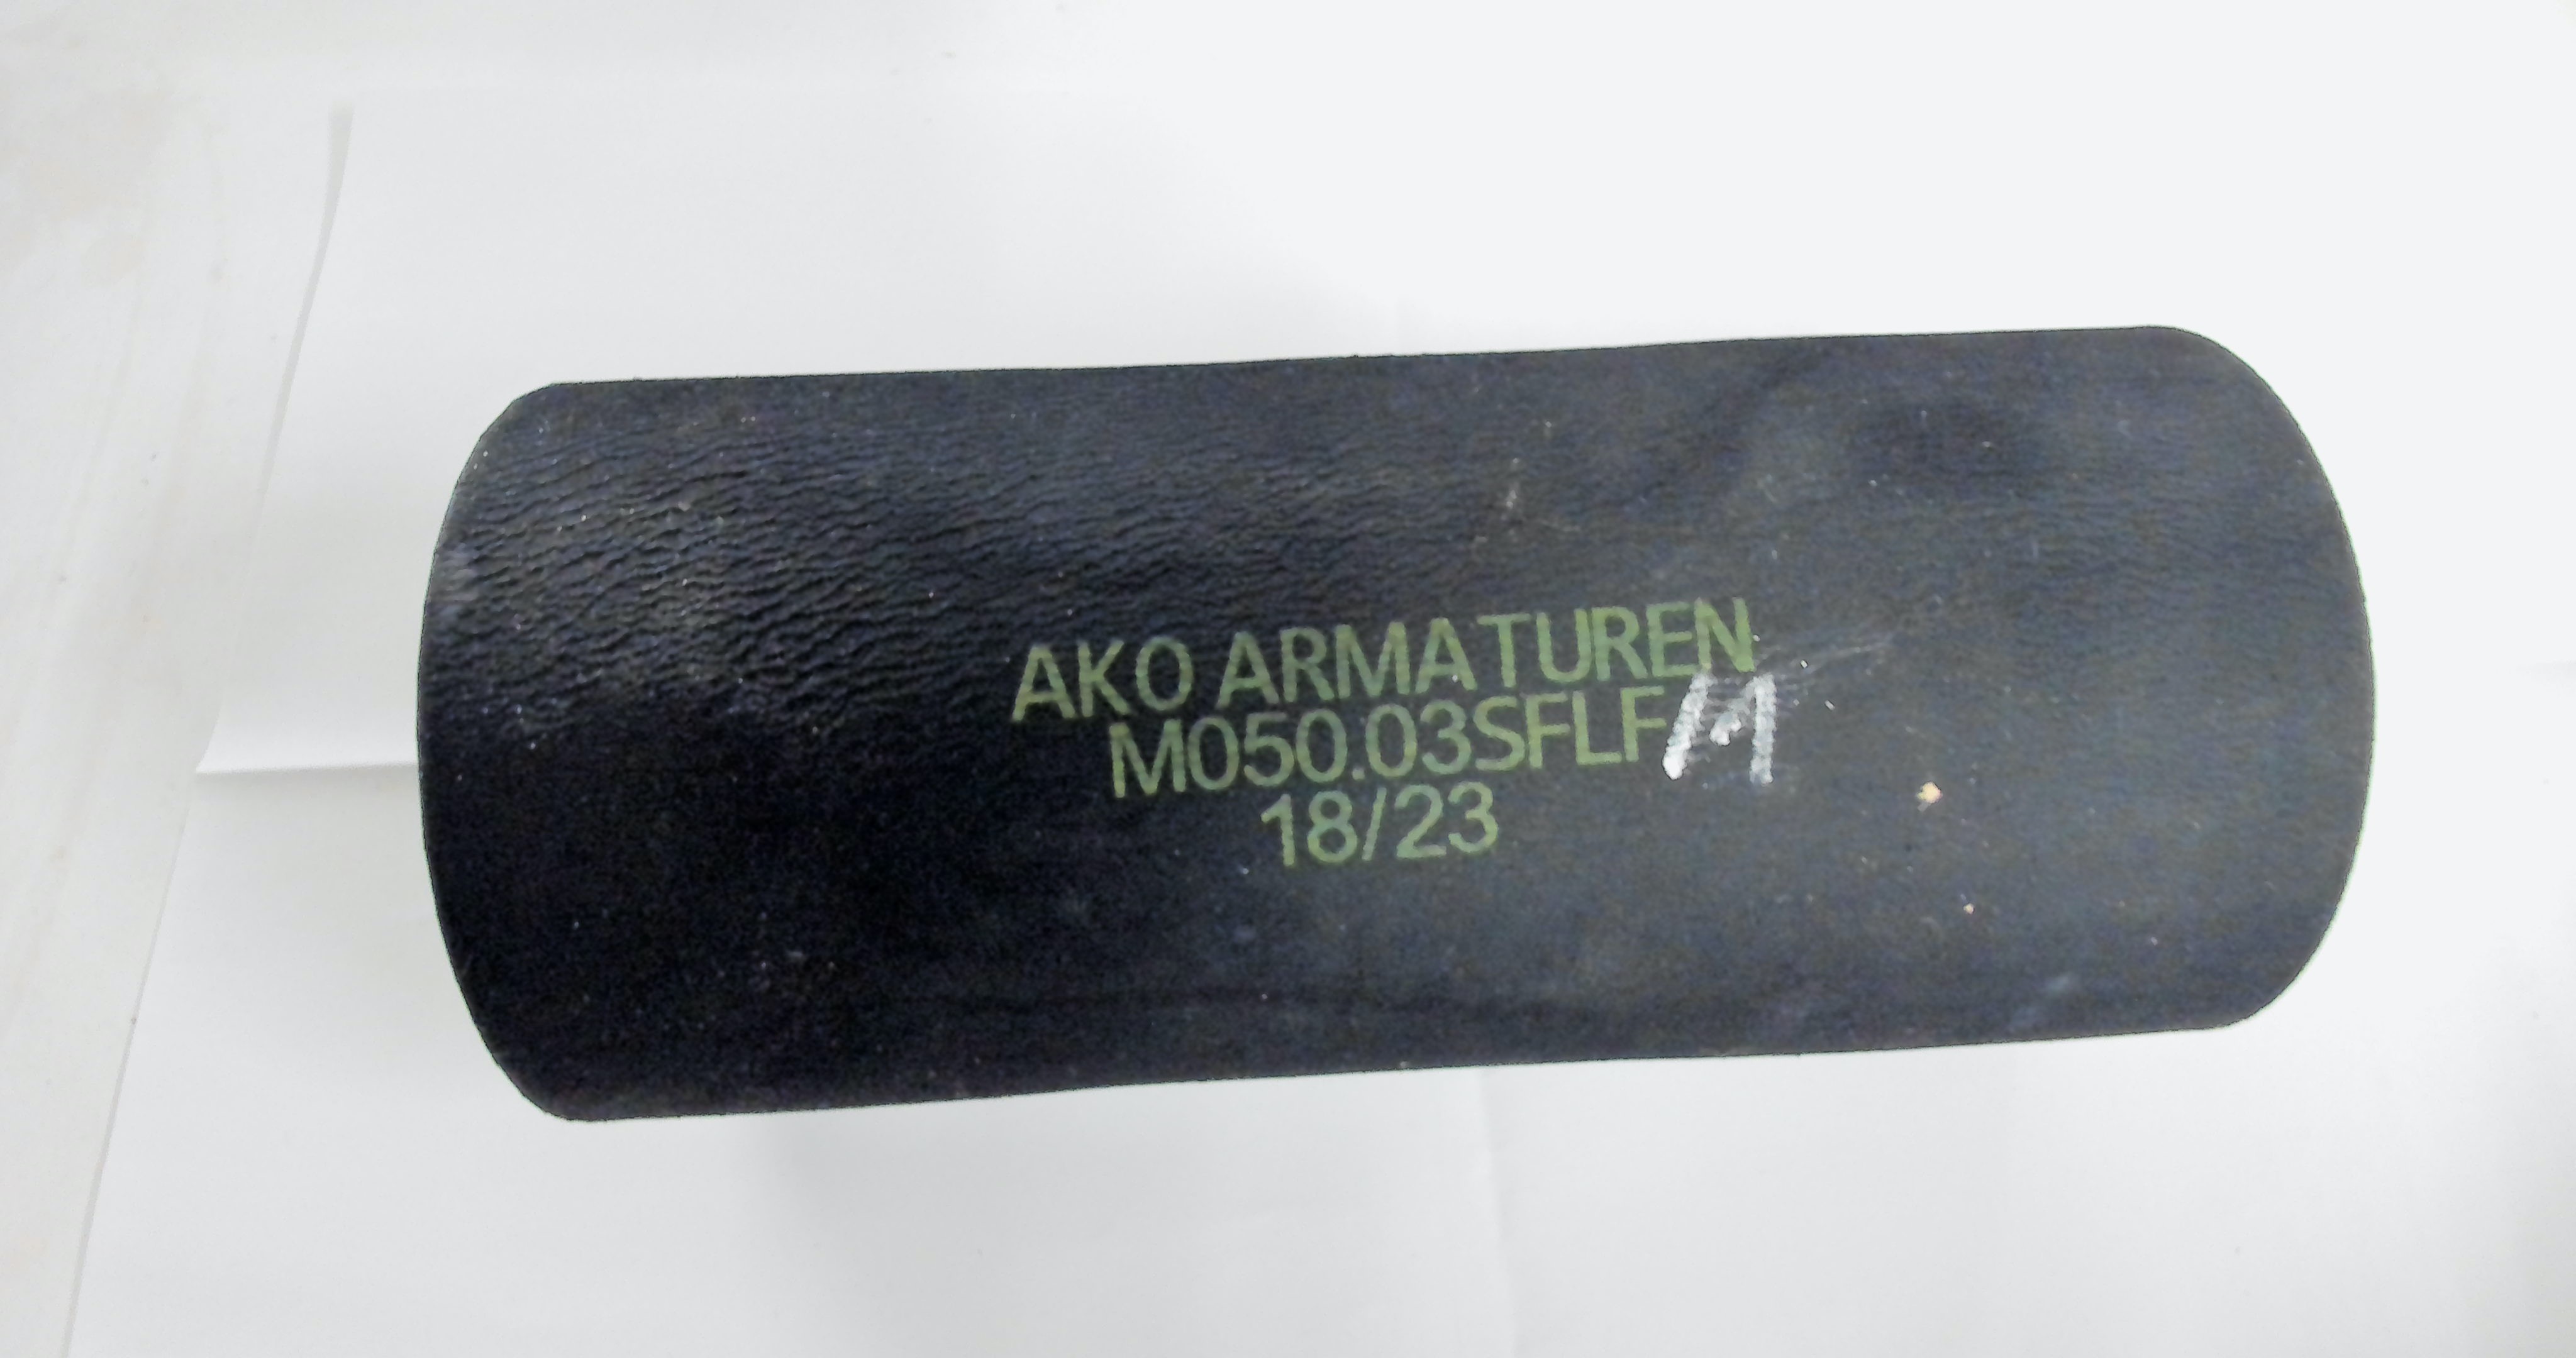 AKO ARMATUREN
M050.03SFLF M
18/23